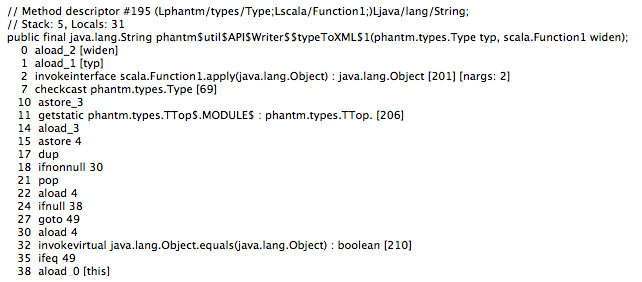 // Method descriptor #195 (Lphantm/types/Type;Lscala/Function1;)Ljava/lang/String;
// Stack: 5, Locals: 31
public final java.lang.String phantm$util$API$Writer$$typeToXML$1(phantm.types.Type typ, scala.Function1 widen);
0 aload_2 [widen]
1 aload_1 [typ]
2 invokeinterface scala.Function1.apply(java.lang.Object) : java.lang.Object [201] [nargs: 2]
7 checkcast phantm.types.Type [69]
10 astore_3
11 getstatic phantm.types.TTop$.MODULE$ : phantm.types.TTop. [206]
14 aload_3
15 astore 4
17 dup
18 ifnonnull 30
21 pop
22 aload 4
24 ifnull 38
27 goto 49
30 aload 4
32 invokevirtual java.lang.Object.equals(java.lang.Object) : boolean [210]
35 ifeq 49
38 aload_0 [this]